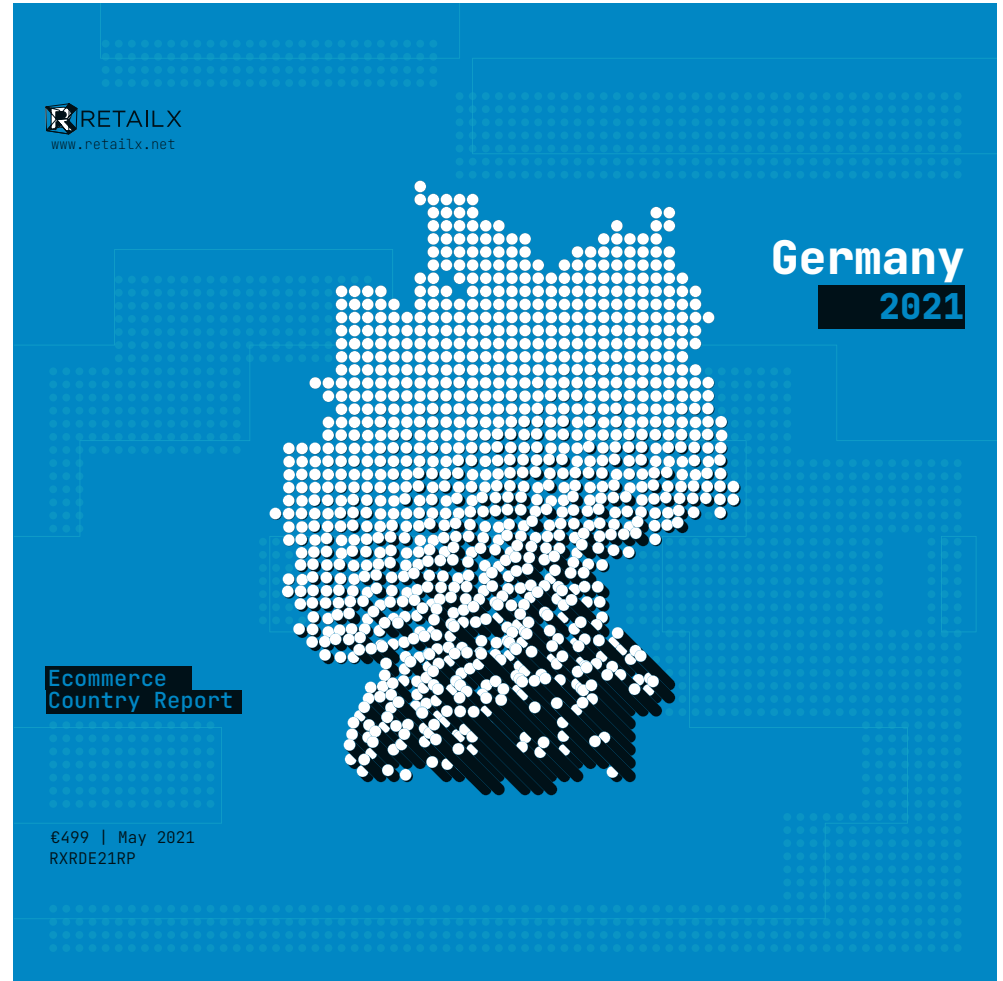 RETAILX
www.retailx.net
Germany
2021
Ecommerce
Country Report
€499 | May 2021
RXRDE21RP